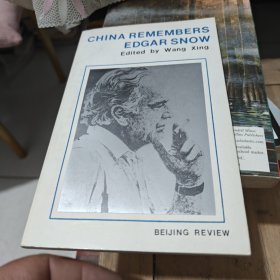 CHINA REMEMBERS
EDGAR SNOW
Edited by Wang Xing
BEIJING REVIEW